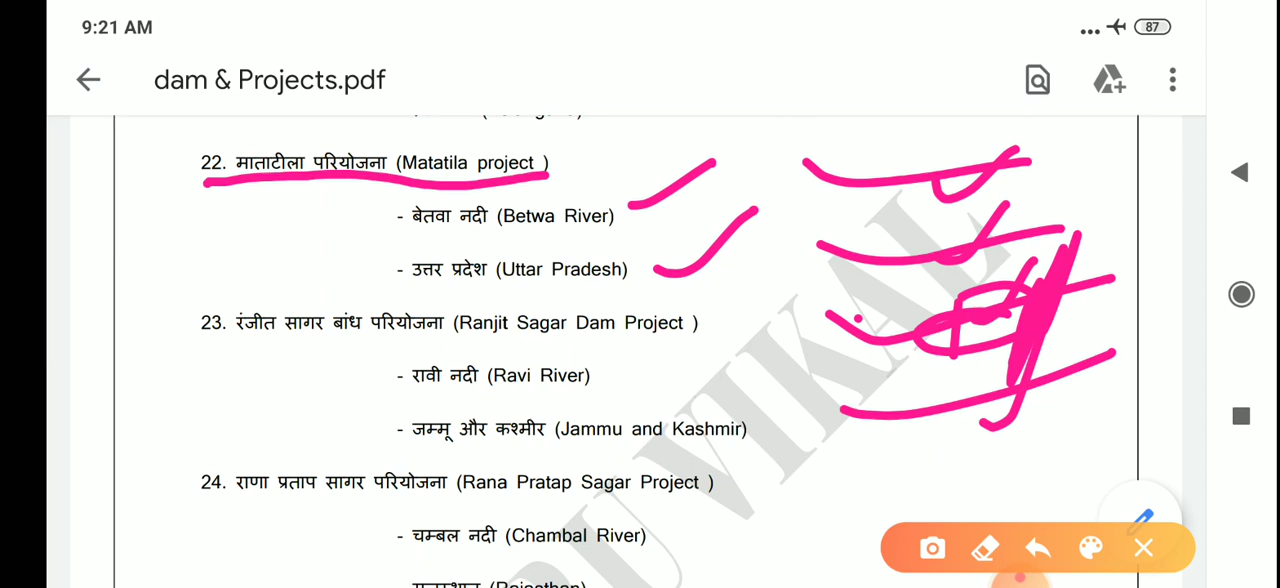 9:21 AM
87
dam & Projects.pdf
22. माताटीला परियोजना (Matatila project )
- बेतवा नदी (Betwa River)
- उत्तर प्रदेश (Uttar Pradesh)
23. रंजीत सागर बांध परियोजना (Ranjit Sagar Dam Project )
- रावी नदी (Ravi River)
- जम्मू और कश्मीर (Jammu and Kashmir)
24. राणा प्रताप सागर परियोजना (Rana Pratap Sagar Project )
- चम्बल नदी (Chambal River)
VIKAL